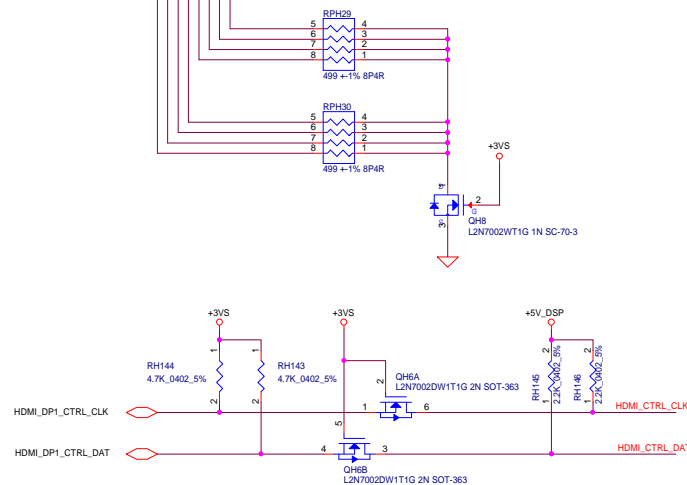 RPH29
5 4
6 3
7 2
8 1
499 +-1% 8P4R
RPH30
5 4
6 3
7 2
8 1
499 +-1% 8P4R
+3VS
1
2
G
3
QH8
L2N7002WT1G 1N SC-70-3
+3VS
+3VS
+5V_DSP
1
1
2
2
RH144
4.7K_0402_5%
RH143
4.7K_0402_5%
2
2
QH6A
L2N7002DW1T1G 2N SOT-363
2
RH145
2.2K_0402_5%
RH146
2.2K_0402_5%
1
1
HDMI_DP1_CTRL_CLK
1
6
HDMI_CTRL_CLK
5
HDMI_DP1_CTRL_DAT
4
3
HDMI_CTRL_DAT
QH6B
L2N7002DW1T1G 2N SOT-363